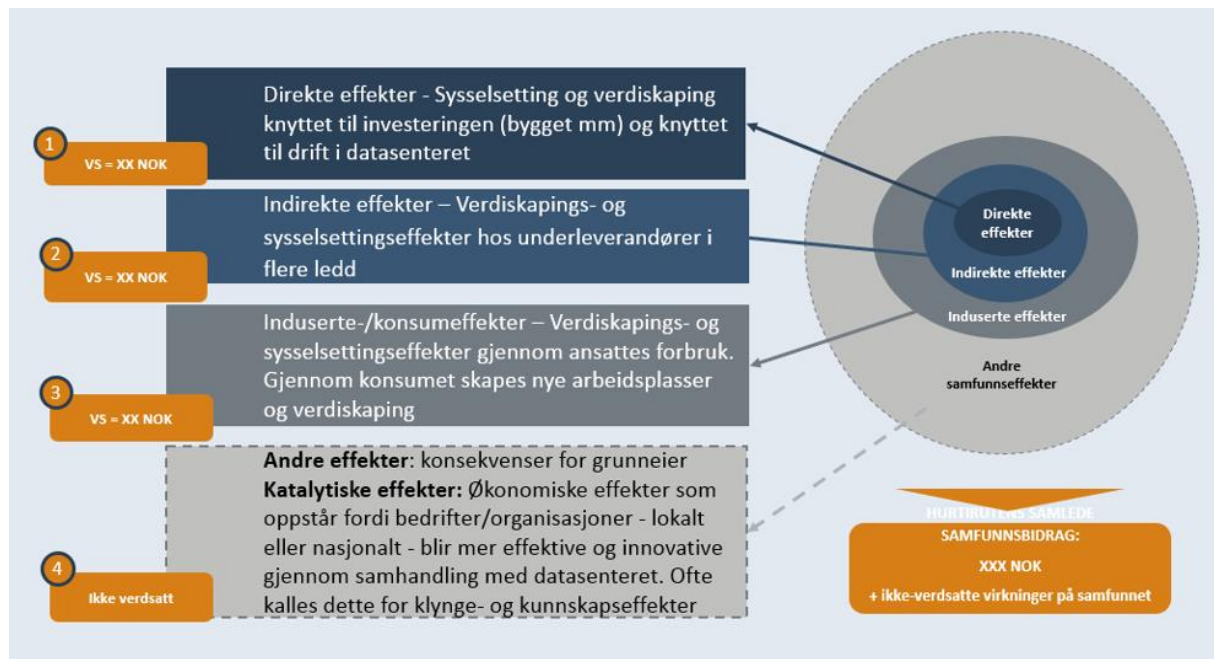 Direkte effekter - Sysselsetting og verdiskaping
knyttet til investeringen (bygget mm) og knyttet
til drift i datasenteret
1
VS = XX NOK
Indirekte effekter – Verdiskapings- og
sysselsettingseffekter hos underleverandører i
flere ledd
2
VS = XX NOK
Induserte-/konsumeffekter – Verdiskapings- og
sysselsettingseffekter gjennom ansattes forbruk.
Gjennom konsumet skapes nye arbeidsplasser
og verdiskaping
3
VS = XX NOK
Andre effekter: konsekvenser for grunneier
Katalytiske effekter: Økonomiske effekter som
oppstår fordi bedrifter/organisasjoner - lokalt
eller nasjonalt - blir mer effektive og innovative
gjennom samhandling med datasenteret. Ofte
kalles dette for klynge- og kunnskapseffekter
4
Ikke verdsatt
Direkte
effekter
Indirekte effekter
Induserte effekter
Andre
samfunnseffekter
HURTIRUTENS SAMLEDE
SAMFUNNSBIDRAG:
XXX NOK
+ ikke-verdsatte virkninger på samfunnet